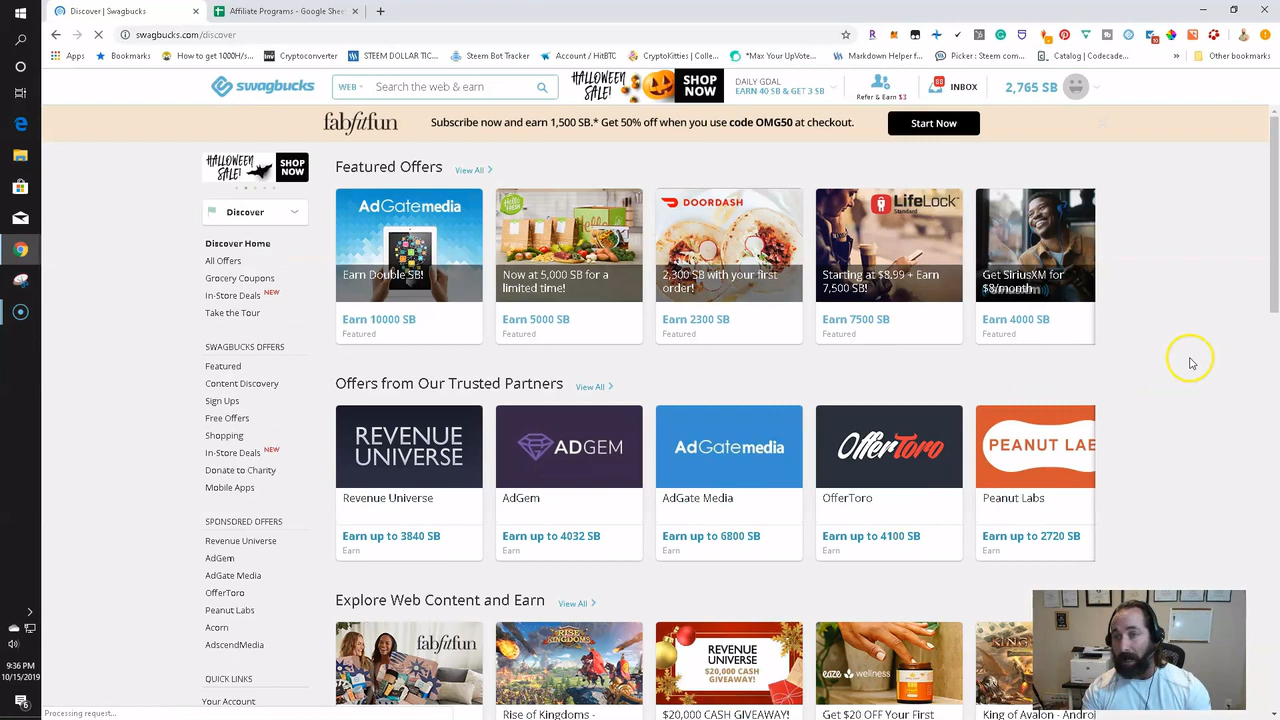 Discover | Swagbucks
Affiliate Programs - Google Shee
swagbucks.com/discover
Apps
Bookmarks
How to get 1000H/s...
Cryptoconverter
STEEM DOLLAR TIC...
Steem Bot Tracker
Account / HitBTC
CryptoKitties | Colle...
*Max Your UpVote...
Markdown Helper f...
Picker : Steem com...
Catalog | Codecade...
Other bookmarks
swagbucks
WEB
Search the web & earn
HALLOWEEN SALE!
SHOP NOW
DAILY GOAL
EARN 40 SB & GET 3 SB
Refer & Earn $3
88
INBOX
2,765 SB
fabfitfun
Subscribe now and earn 1,500 SB.* Get 50% off when you use code OMG50 at checkout.
Start Now
HALLOWEEN SALE!
SHOP NOW
Discover
Discover Home
All Offers
Grocery Coupons
In-Store Deals NEW
Take the Tour
SWAGBUCKS OFFERS
Featured
Content Discovery
Sign Ups
Free Offers
Shopping
In-Store Deals NEW
Donate to Charity
Mobile Apps
SPONSORED OFFERS
Revenue Universe
AdGem
AdGate Media
OfferToro
Peanut Labs
Acorn
AdscendMedia
QUICK LINKS
Your Account
Featured Offers
View All
AdGatemedia
Earn Double SB!
Earn 10000 SB
Featured
Now at 5,000 SB for a
limited time!
Earn 5000 SB
Featured
DOORDASH
2,300 SB with your first
order!
Earn 2300 SB
Featured
LifeLock
Standard
Starting at $8.99 + Earn
7,500 SB!
Earn 7500 SB
Featured
Get SiriusXM for
$8/month
Earn 4000 SB
Featured
Offers from Our Trusted Partners
View All
REVENUE
UNIVERSE
Revenue Universe
Earn up to 3840 SB
Earn
ADGEM
AdGem
Earn up to 4032 SB
Earn
AdGatemedia
AdGate Media
Earn up to 6800 SB
Earn
OfferToro
OfferToro
Earn up to 4100 SB
Earn
PEANUT LAB
Peanut Labs
Earn up to 2720 SB
Earn
Explore Web Content and Earn
View All
fabfitfun
RISE OF
KINGDOMS
Rise of Kingdoms -
REVENUE
UNIVERSE
$20,000 CASH
GIVEAWAY!
$20,000 CASH GIVEAWAY!
eaze wellness
Get $20 OFF Your First
King of Avalon - Androi
Processing request...
9:36 PM
10/15/2019